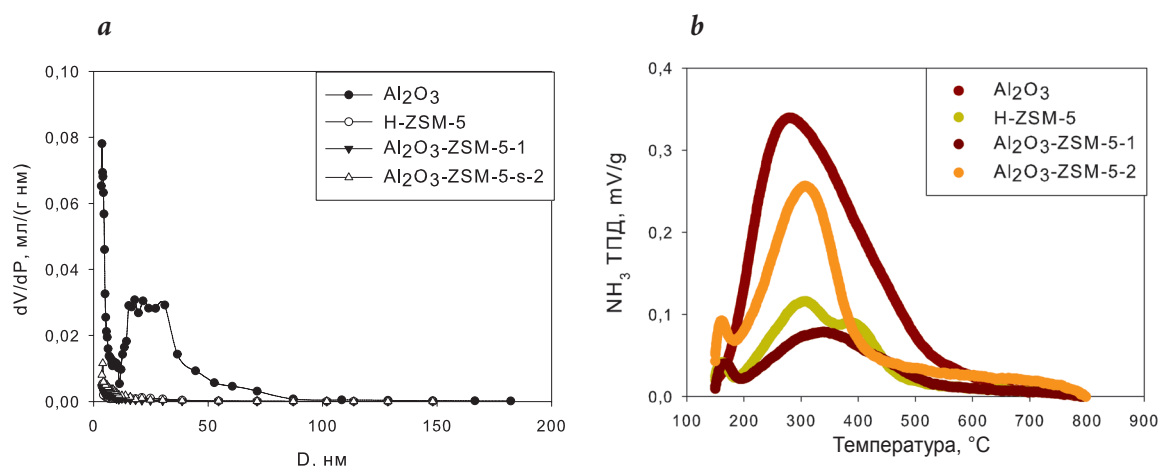 a
0,10
0,08
0,06
0,04
0,02
0,00
dV/dP, мл/(г нм)
Al2O3
H-ZSM-5
Al2O3-ZSM-5-1
Al2O3-ZSM-5-s-2
0
50
100
150
200
D, нм
b
0,4
0,3
0,2
0,1
0,0
NH3 ТПД, mV/g
Al2O3
H-ZSM-5
Al2O3-ZSM-5-1
Al2O3-ZSM-5-2
100
200
300
400
500
600
700
800
900
Температура, °C